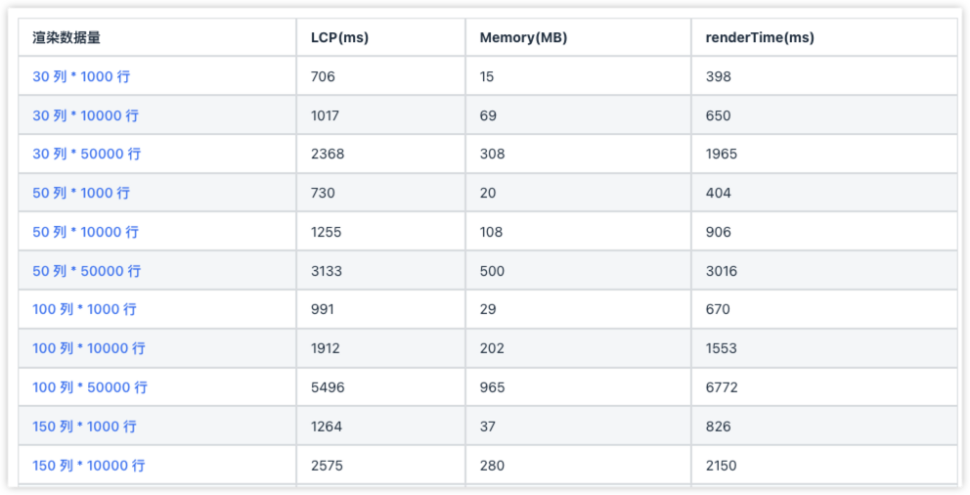 渲染数据量 LCP(ms) Memory(MB) renderTime(ms)
30 列 * 1000 行 706 15 398
30 列 * 10000 行 1017 69 650
30 列 * 50000 行 2368 308 1965
50 列 * 1000 行 730 20 404
50 列 * 10000 行 1255 108 906
50 列 * 50000 行 3133 500 3016
100 列 * 1000 行 991 29 670
100 列 * 10000 行 1912 202 1553
100 列 * 50000 行 5496 965 6772
150 列 * 1000 行 1264 37 826
150 列 * 10000 行 2575 280 2150